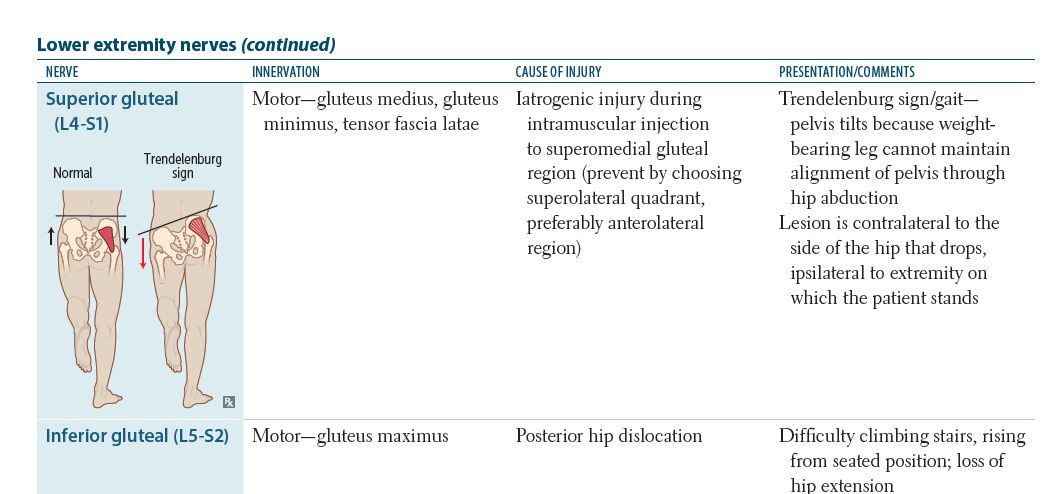 Lower extremity nerves (continued)
NERVE
INNERVATION
CAUSE OF INJURY
PRESENTATION/COMMENTS
Superior gluteal
(L4-S1)
Normal
Trendelenburg
sign
Motor—gluteus medius, gluteus
minimus, tensor fascia latae
Iatrogenic injury during
intramuscular injection
to superomedial gluteal
region (prevent by choosing
superolateral quadrant,
preferably anterolateral
region)
Trendelenburg sign/gait—
pelvis tilts because weight-
bearing leg cannot maintain
alignment of pelvis through
hip abduction
Lesion is contralateral to the
side of the hip that drops,
ipsilateral to extremity on
which the patient stands
Inferior gluteal (L5-S2)
Motor—gluteus maximus
Posterior hip dislocation
Difficulty climbing stairs, rising
from seated position; loss of
hip extension